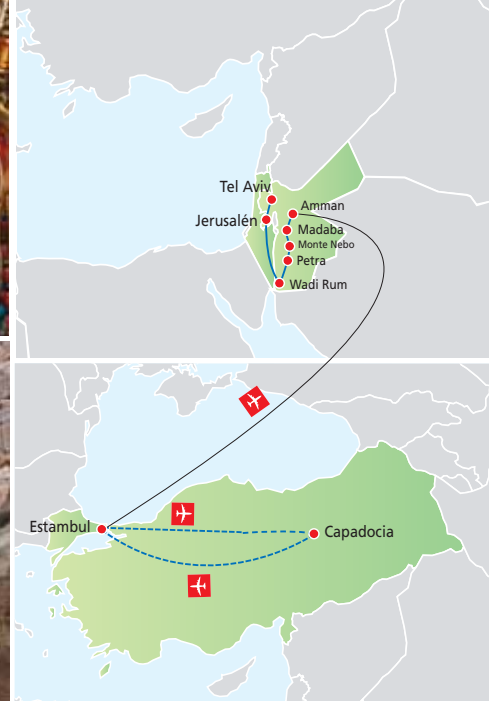 Tel Aviv
Amman
Jerusalén
Madaba
Monte Nebo
Petra
Wadi Rum
Estambul
Capadocia